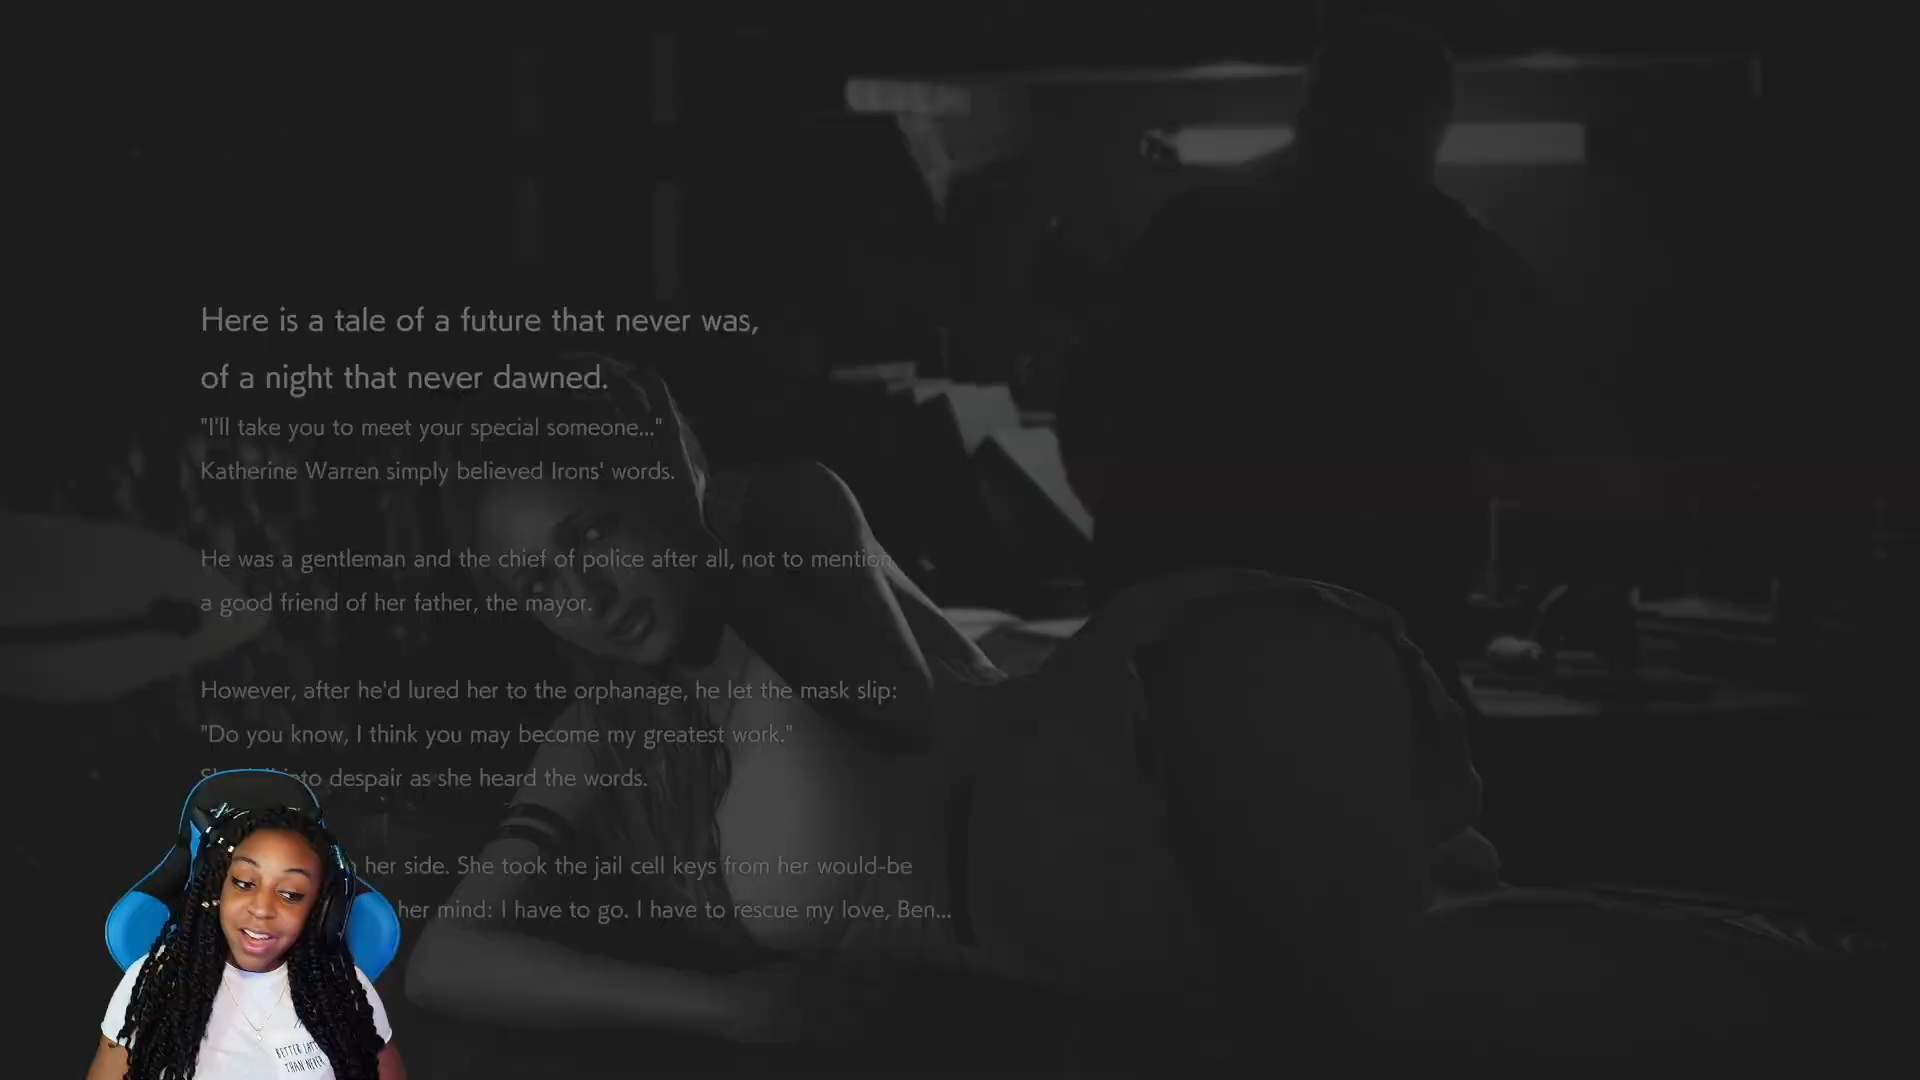 Here is a tale of a future that never was,
of a night that never dawned.
"I'll take you to meet your special someone..."
Katherine Warren simply believed Irons' words.
He was a gentleman and the chief of police after all, not to mention
a good friend of her father, the mayor.
However, after he'd lured her to the orphanage, he let the mask slip:
"Do you know, I think you may become my greatest work."
despair as she heard the words.
her side. She took the jail cell keys from her would-be
her mind: I have to go. I have to rescue my love, Ben...
BETTER LATTE
THAN NEVER